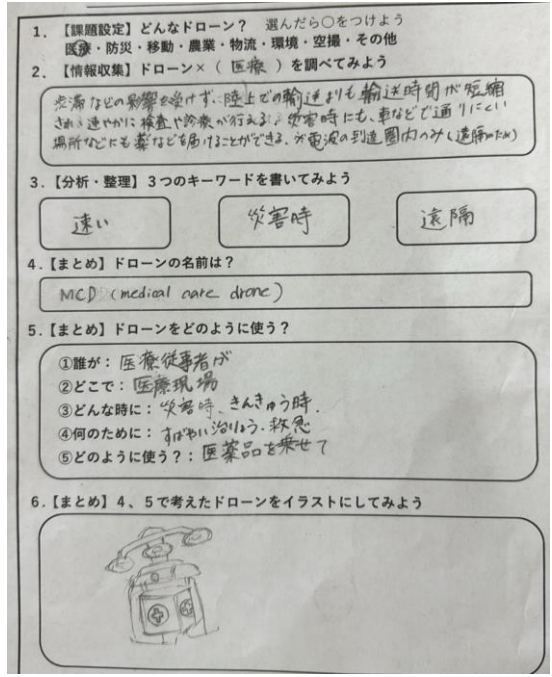 1．【課題設定】どんなドローン？　選んだら○をつけよう
医療・防災・移動・農業・物流・環境・空撮・その他
2．【情報収集】ドローン×（ 医療 ）を調べてみよう
渋滞などの影響を受けず、陸上での輸送よりも輸送時間が短縮
され、速やかに検査や診療が行える。災害時にも、車などで通りにくい
場所などにも薬などを届けることができる。が電波の到達圏内のみ（遠隔のため）
3．【分析・整理】３つのキーワードを書いてみよう
速い　災害時　遠隔
4．【まとめ】ドローンの名前は？
MCD（medical care drone）
5．【まとめ】ドローンをどのように使う？
①誰が：医療従事者が
②どこで：医療現場
③どんな時に：災害時、きんきゅう時.
④何のために：すばやい治りょう・救急
⑤どのように使う？：医薬品を乗せて
6．【まとめ】４、５で考えたドローンをイラストにしてみよう